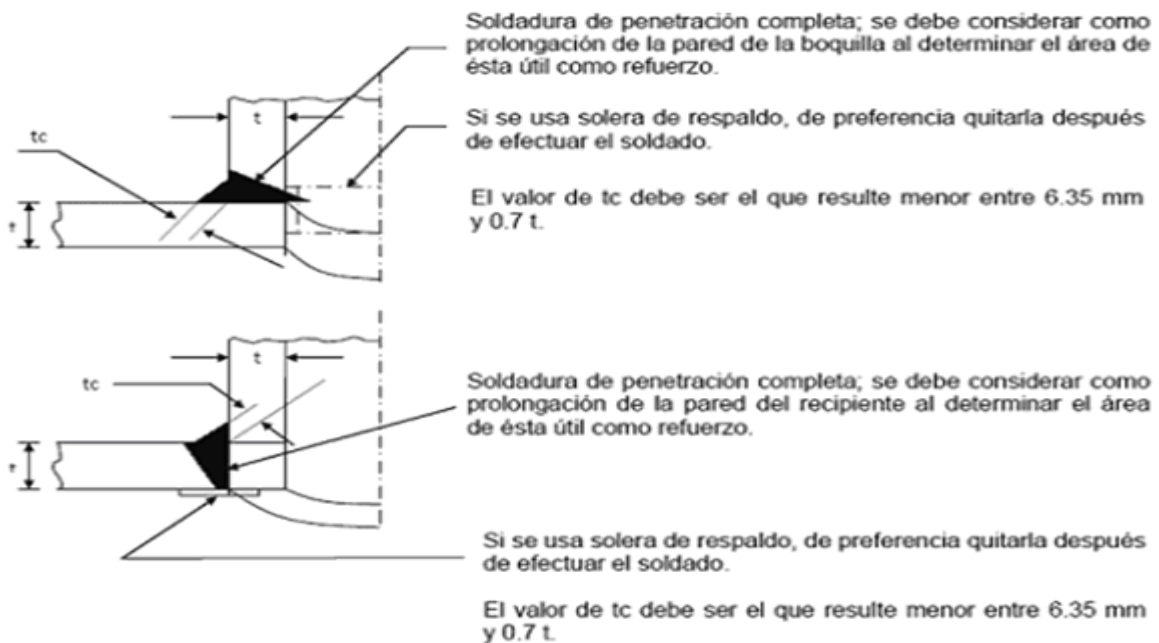 Soldadura de penetración completa; se debe considerar como
prolongación de la pared de la boquilla al determinar el área de
ésta útil como refuerzo.
t
Si se usa solera de respaldo, de preferencia quitarla después
de efectuar el soldado.
tc
El valor de tc debe ser el que resulte menor entre 6.35 mm
y 0.7 t.
t
t
tc
Soldadura de penetración completa; se debe considerar como
prolongación de la pared del recipiente al determinar el área
de ésta útil como refuerzo.
t
Si se usa solera de respaldo, de preferencia quitarla después
de efectuar el soldado.
El valor de tc debe ser el que resulte menor entre 6.35 mm
y 0.7 t.